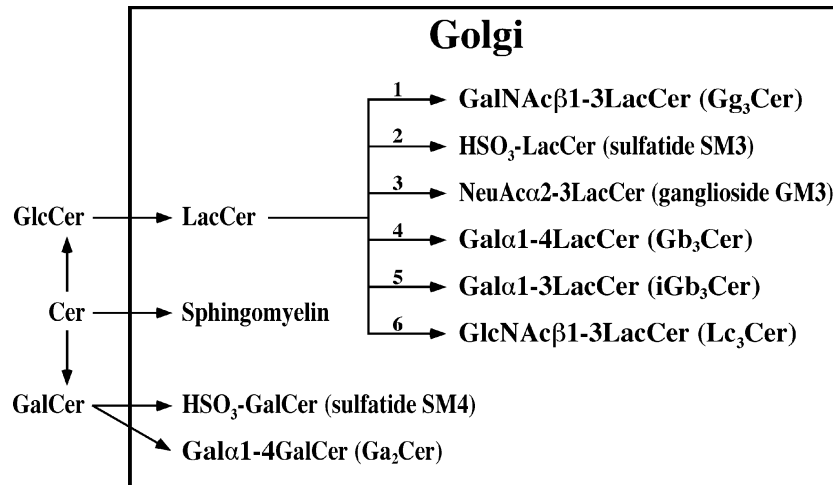 Golgi
1
GalNAcβ1-3LacCer (Gg₃Cer)
2
HSO₃-LacCer (sulfatide SM3)
3
NeuAcα2-3LacCer (ganglioside GM3)
GlcCer
LacCer
4
Galα1-4LacCer (Gb₃Cer)
5
Galα1-3LacCer (iGb₃Cer)
Cer
Sphingomyelin
6
GlcNAcβ1-3LacCer (Lc₃Cer)
GalCer
HSO₃-GalCer (sulfatide SM4)
Galα1-4GalCer (Ga₂Cer)